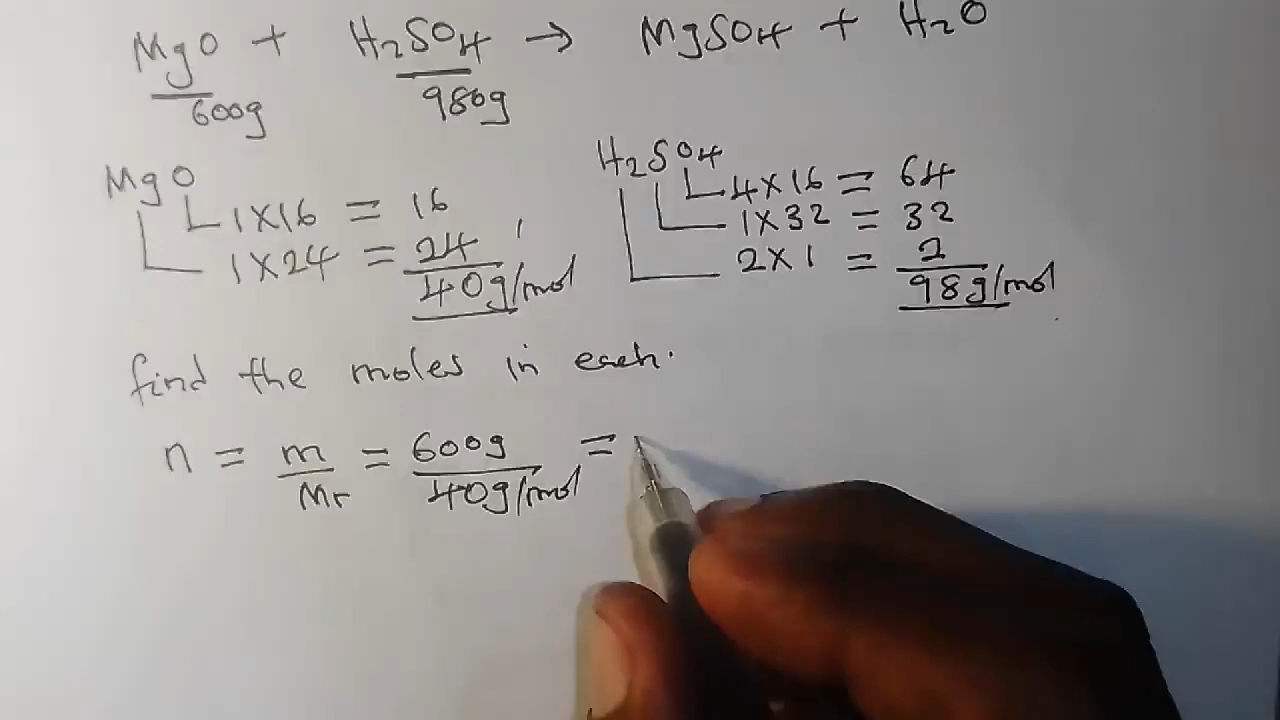 MgO + H2SO4 → MgSO4 + H2O
600g 980g
MgO
1X16 = 16
1X24 = 24
40g/mol
H2SO4
4X16 = 64
1X32 = 32
2X1 = 2
98g/mol
find the moles in each.
n = m/Mr = 600g/40g/mol =